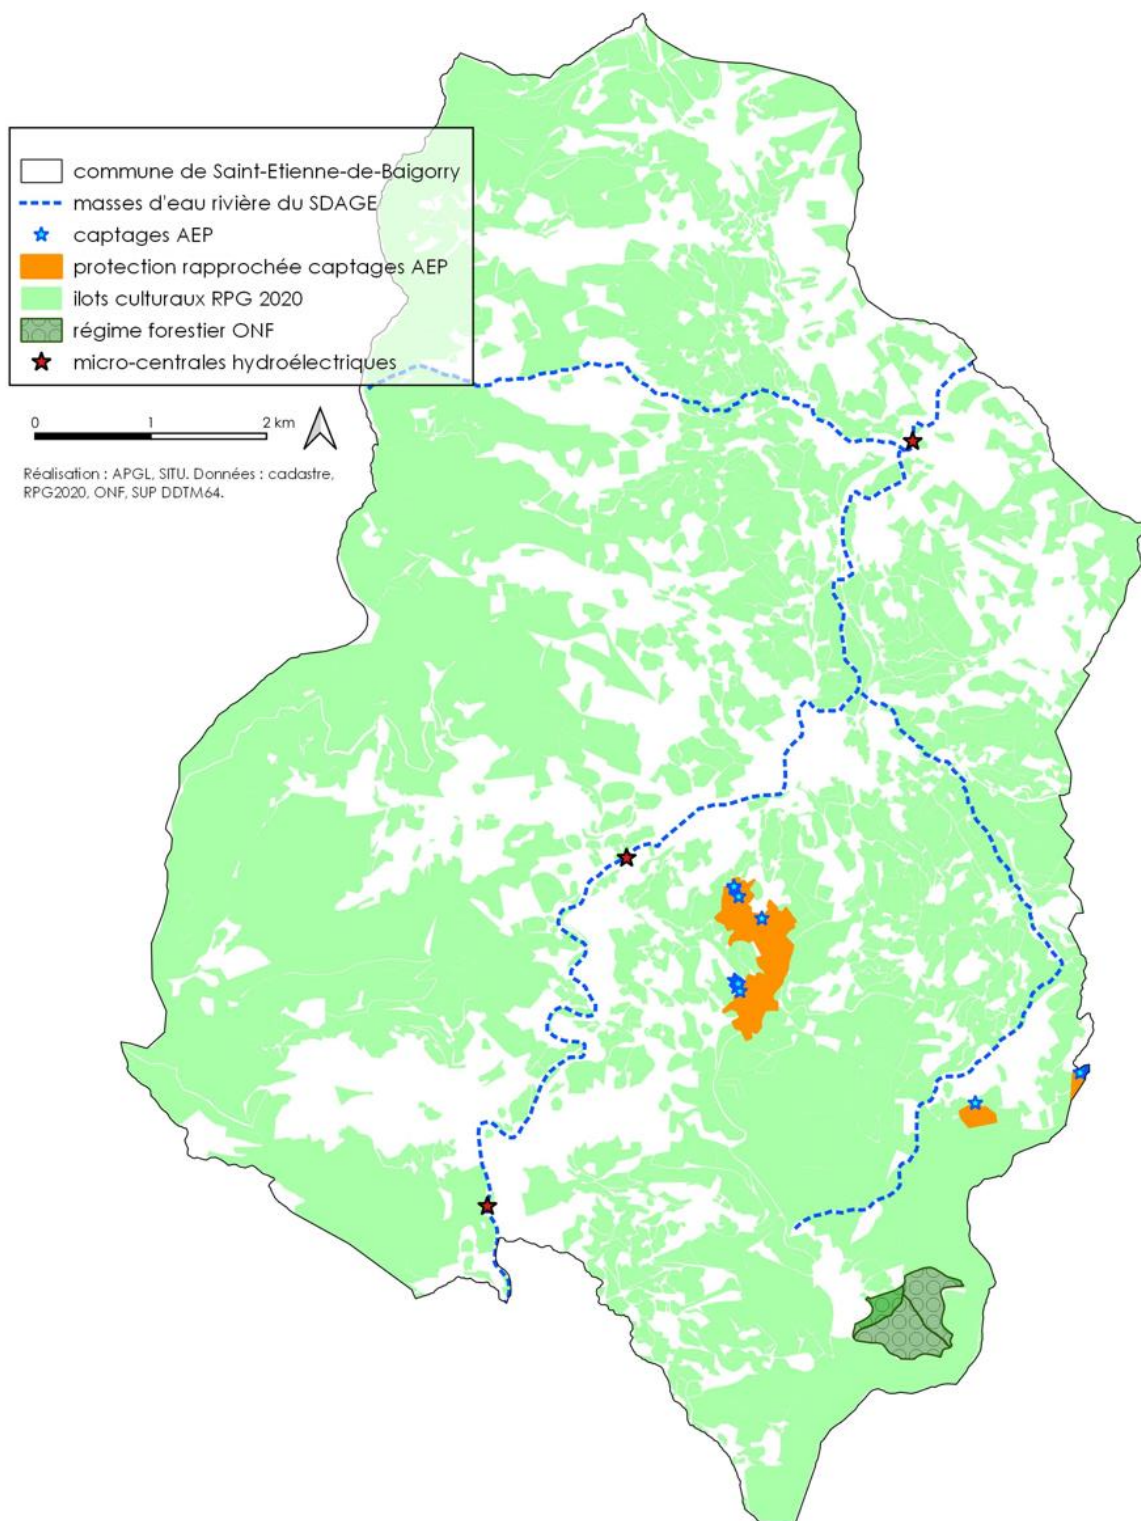 commune de Saint-Etienne-de-Baigorry
masses d'eau rivière du SDAGE
captages AEP
protection rapprochée captages AEP
ilots culturaux RPG 2020
régime forestier ONF
micro-centrales hydroélectriques
0 1 2 km
Réalisation : APGL, SITU. Données : cadastre,
RPG2020, ONF, SUP DDTM64.